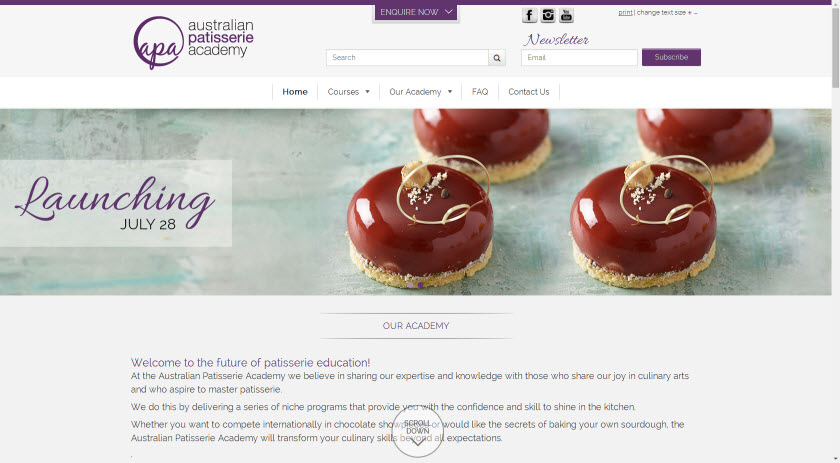 ENQUIRE NOW
print | change text size + -
apa
australian
patisserie
academy
Newsletter
Search
Email
Subscribe
Home
Courses
Our Academy
FAQ
Contact Us
Launching
JULY 28
OUR ACADEMY
Welcome to the future of patisserie education!
At the Australian Patisserie Academy we believe in sharing our expertise and knowledge with those who share our joy in culinary arts
and who aspire to master patisserie.
We do this by delivering a series of niche programs that provide you with the confidence and skill to shine in the kitchen.
Whether you want to compete internationally in chocolate showpieces or would like the secrets of baking your own sourdough, the
Australian Patisserie Academy will transform your culinary skills beyond all expectations.
SCROLL
DOWN